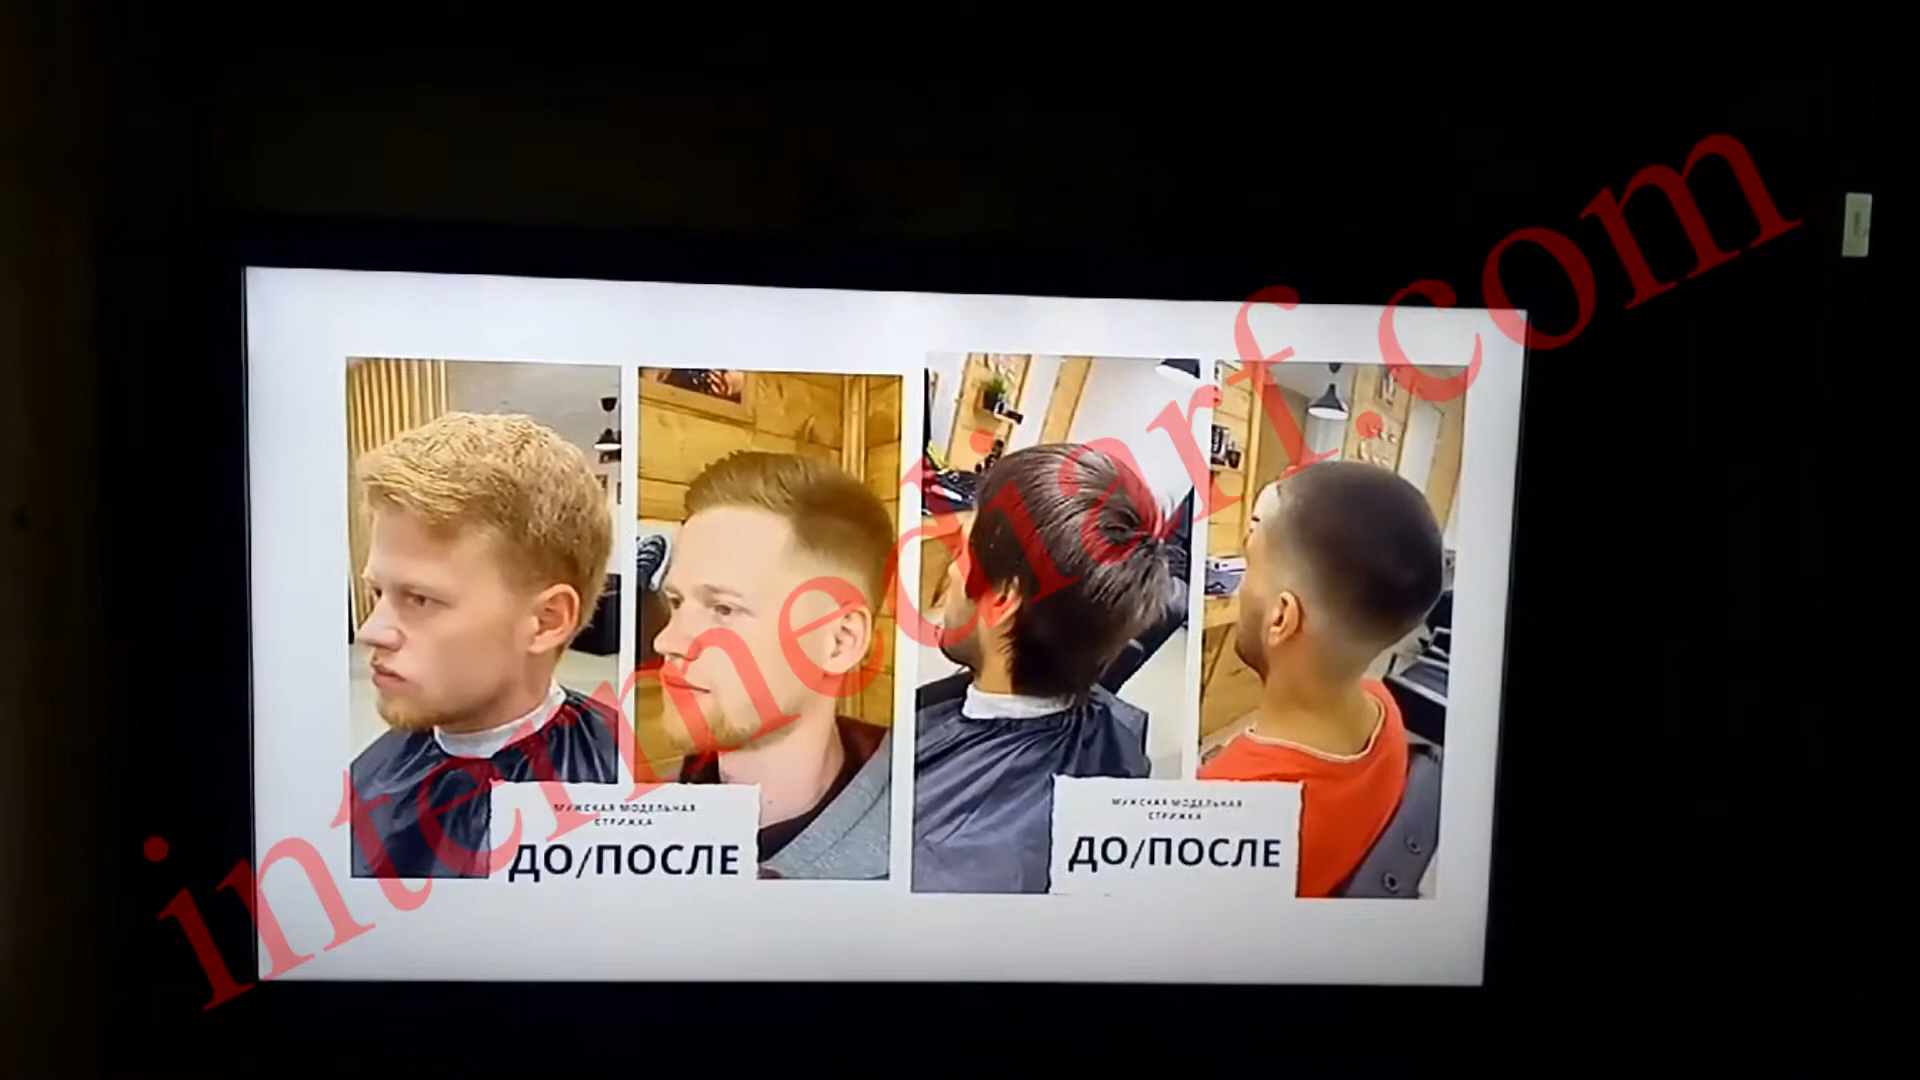 intermediarf.com
МУЖСКАЯ МОДЕЛЬНАЯ
СТРИЖКА
ДО/ПОСЛЕ
МУЖСКАЯ МОДЕЛЬНАЯ
СТРИЖКА
ДО/ПОСЛЕ